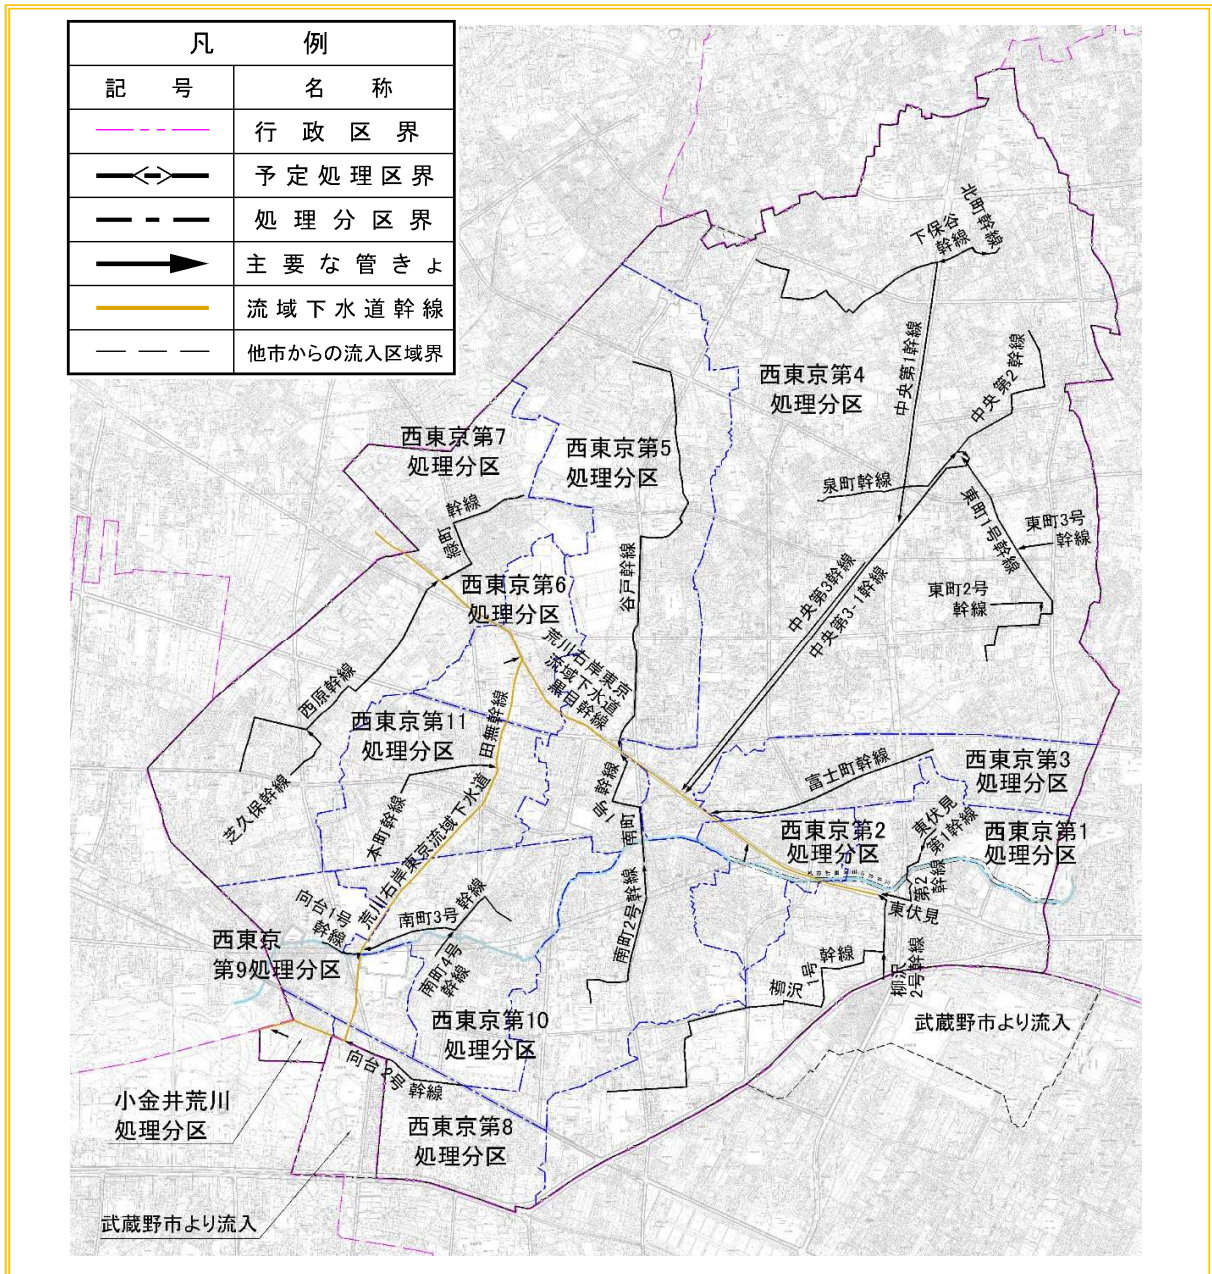 凡 例
記 号 名 称
行 政 区 界
予 定 処 理 区 界
処 理 分 区 界
主 要 な 管 き ょ
流 域 下 水 道 幹 線
他市からの流入区域界
北町幹線
下保谷
幹線
中央第1幹線
中央第2幹線
西東京第4
処理分区
西東京第7
処理分区
西東京第5
処理分区
緑町 幹線
泉町幹線
東町1号幹線
東町3号
幹線
東町2号
幹線
谷戸幹線
中央第3幹線
中央第3-1幹線
西東京第6
処理分区
荒川右岸東京
流域下水道
黒目幹線
西原幹線
西東京第11
処理分区
田無幹線
荒川右岸東京流域下水道
芝久保幹線
本町幹線
南町 1号 幹線
富士町幹線
西東京第3
処理分区
西東京第2
処理分区
東伏見
第1幹線
西東京第1
処理分区
第2
幹線
東伏見
向台1号
幹線
南町3号 幹線
南町4号
幹線
南町2号幹線
西東京
第9処理分区
柳沢 1号 幹線
柳沢
2号幹線
武蔵野市より流入
西東京第10
処理分区
向台2号 幹線
小金井荒川
処理分区
西東京第8
処理分区
武蔵野市より流入